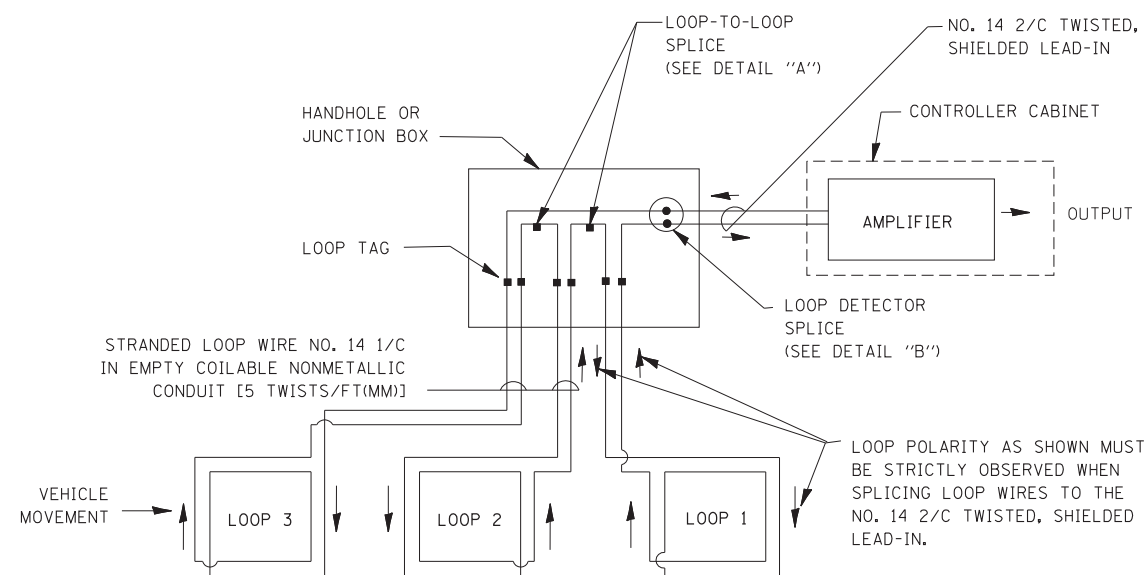 LOOP-TO-LOOP
SPLICE
(SEE DETAIL "A")
NO. 14 2/C TWISTED,
SHIELDED LEAD-IN
HANDHOLE OR
JUNCTION BOX
CONTROLLER CABINET
AMPLIFIER
OUTPUT
LOOP TAG
LOOP DETECTOR
SPLICE
(SEE DETAIL "B")
STRANDED LOOP WIRE NO. 14 1/C
IN EMPTY COILABLE NONMETALLIC
CONDUIT [5 TWISTS/FT(MM)]
LOOP POLARITY AS SHOWN MUST
BE STRICTLY OBSERVED WHEN
SPLICING LOOP WIRES TO THE
NO. 14 2/C TWISTED, SHIELDED
LEAD-IN.
VEHICLE
MOVEMENT
LOOP 3
LOOP 2
LOOP 1